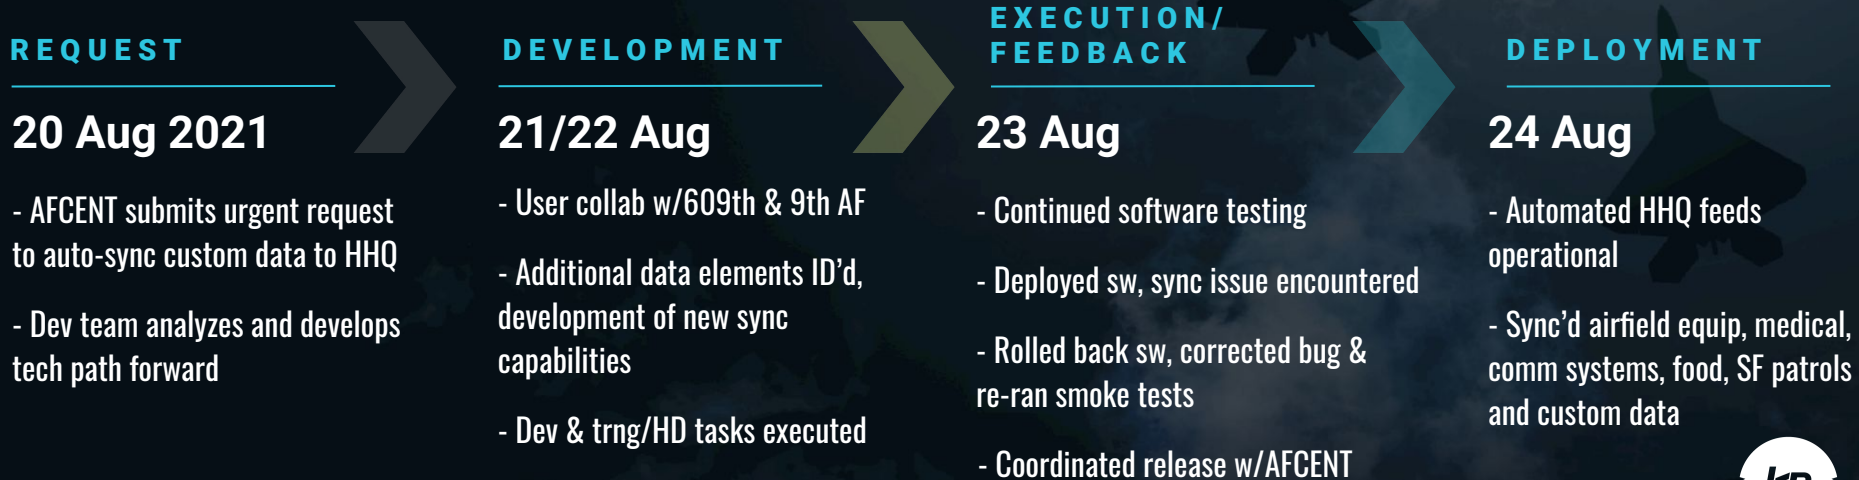 REQUEST
20 Aug 2021
- AFCENT submits urgent request
to auto-sync custom data to HHQ
- Dev team analyzes and develops
tech path forward
DEVELOPMENT
21/22 Aug
- User collab w/609th & 9th AF
- Additional data elements ID’d,
development of new sync
capabilities
- Dev & trng/HD tasks executed
EXECUTION/
FEEDBACK
23 Aug
- Continued software testing
- Deployed sw, sync issue encountered
- Rolled back sw, corrected bug &
re-ran smoke tests
- Coordinated release w/AFCENT
DEPLOYMENT
24 Aug
- Automated HHQ feeds
operational
- Sync’d airfield equip, medical,
comm systems, food, SF patrols
and custom data